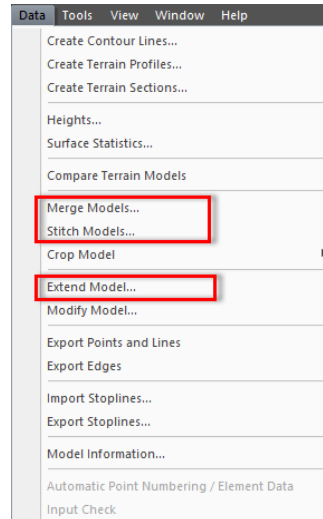 Data Tools View Window Help
Create Contour Lines...
Create Terrain Profiles...
Create Terrain Sections...
Heights...
Surface Statistics...
Compare Terrain Models
Merge Models...
Stitch Models...
Crop Model
Extend Model...
Modify Model...
Export Points and Lines
Export Edges
Import Stoplines...
Export Stoplines...
Model Information...
Automatic Point Numbering / Element Data
Input Check